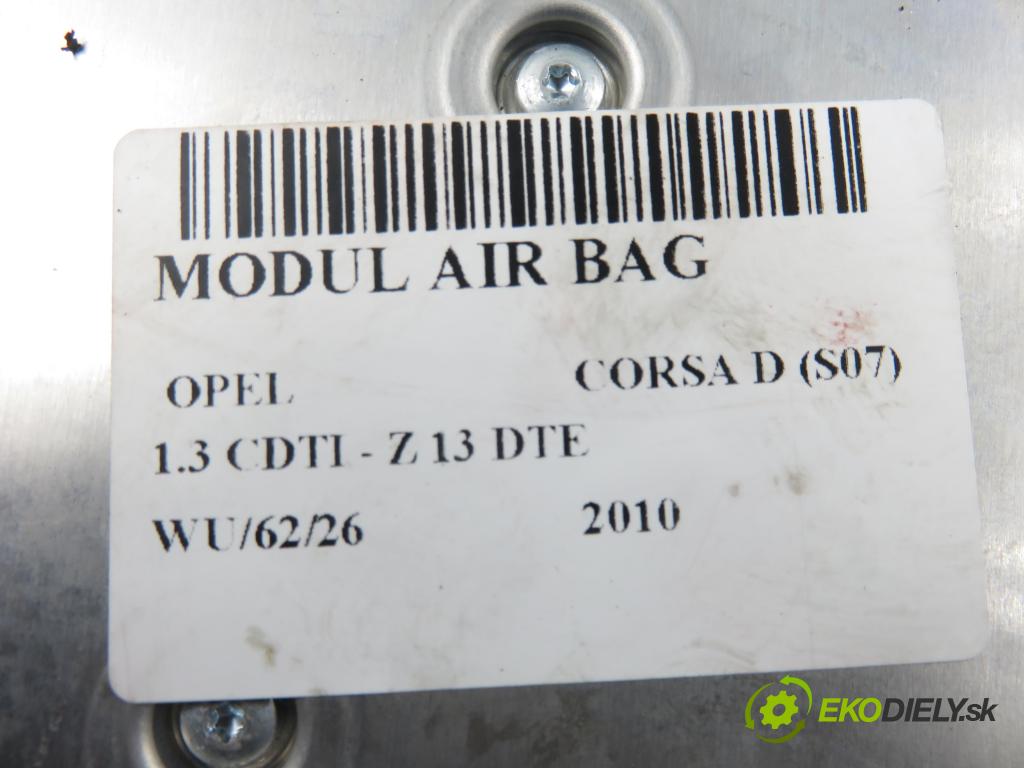 MODUL AIR BAG
OPEL CORSA D (S07)
1.3 CDTI - Z 13 DTE
WU/62/26 2010
EKODIELY.sk